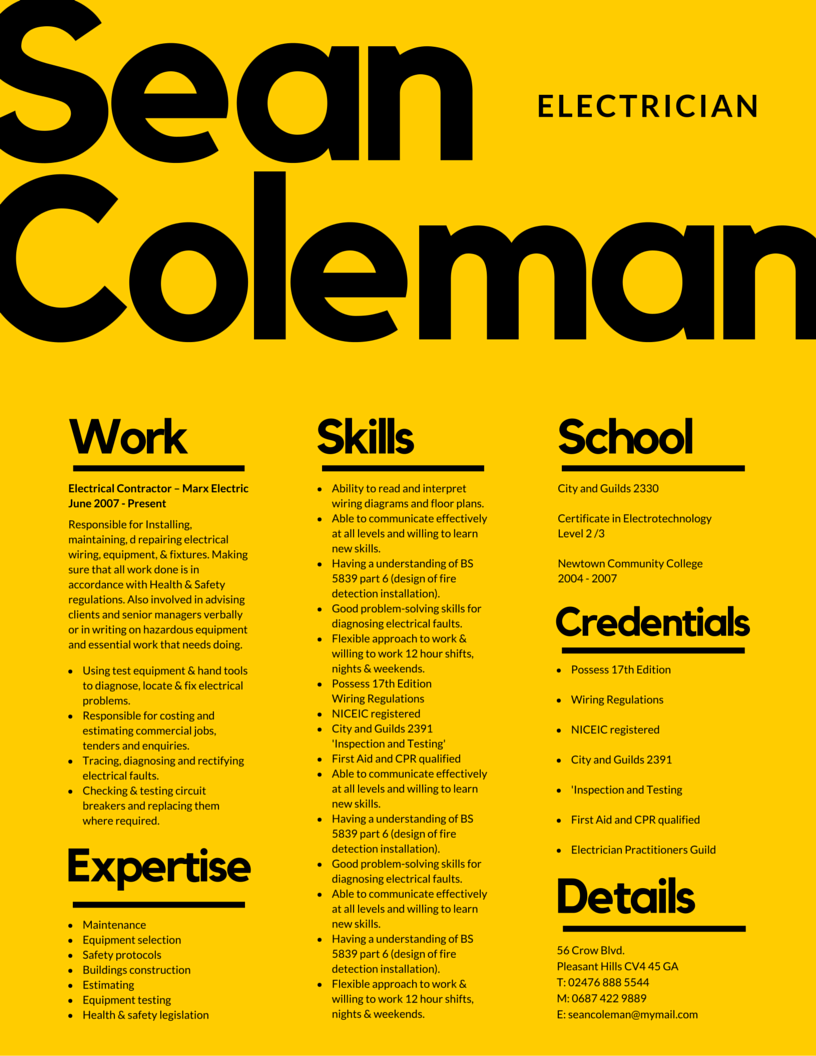 Sean
ELECTRICIAN
Coleman
Work
Electrical Contractor – Marx Electric
June 2007 - Present
Responsible for Installing,
maintaining, d repairing electrical
wiring, equipment, & fixtures. Making
sure that all work done is in
accordance with Health & Safety
regulations. Also involved in advising
clients and senior managers verbally
or in writing on hazardous equipment
and essential work that needs doing.
• Using test equipment & hand tools
to diagnose, locate & fix electrical
problems.
• Responsible for costing and
estimating commercial jobs,
tenders and enquiries.
• Tracing, diagnosing and rectifying
electrical faults.
• Checking & testing circuit
breakers and replacing them
where required.
Expertise
• Maintenance
• Equipment selection
• Safety protocols
• Buildings construction
• Estimating
• Equipment testing
• Health & safety legislation
Skills
• Ability to read and interpret
wiring diagrams and floor plans.
• Able to communicate effectively
at all levels and willing to learn
new skills.
• Having a understanding of BS
5839 part 6 (design of fire
detection installation).
• Good problem-solving skills for
diagnosing electrical faults.
• Flexible approach to work &
willing to work 12 hour shifts,
nights & weekends.
• Possess 17th Edition
Wiring Regulations
• NICEIC registered
• City and Guilds 2391
'Inspection and Testing'
• First Aid and CPR qualified
• Able to communicate effectively
at all levels and willing to learn
new skills.
• Having a understanding of BS
5839 part 6 (design of fire
detection installation).
• Good problem-solving skills for
diagnosing electrical faults.
• Able to communicate effectively
at all levels and willing to learn
new skills.
• Having a understanding of BS
5839 part 6 (design of fire
detection installation).
• Flexible approach to work &
willing to work 12 hour shifts,
nights & weekends.
School
City and Guilds 2330
Certificate in Electrotechnology
Level 2 /3
Newtown Community College
2004 - 2007
Credentials
• Possess 17th Edition
• Wiring Regulations
• NICEIC registered
• City and Guilds 2391
• 'Inspection and Testing
• First Aid and CPR qualified
• Electrician Practitioners Guild
Details
56 Crow Blvd.
Pleasant Hills CV4 45 GA
T: 02476 888 5544
M: 0687 422 9889
E: seancoleman@mymail.com